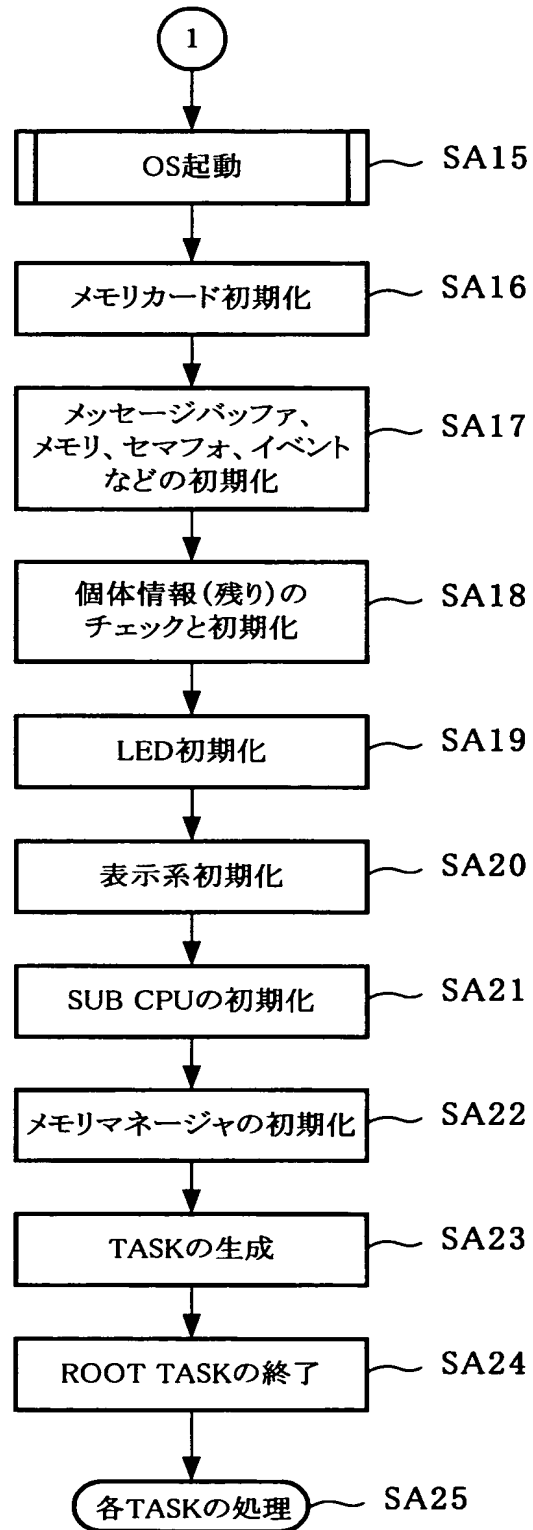 1
OS起動
SA15
メモリカード初期化
SA16
メッセージバッファ、
メモリ、セマフォ、イベント
などの初期化
SA17
個体情報(残り)の
チェックと初期化
SA18
LED初期化
SA19
表示系初期化
SA20
SUB CPUの初期化
SA21
メモリマネージャの初期化
SA22
TASKの生成
SA23
ROOT TASKの終了
SA24
各TASKの処理
SA25